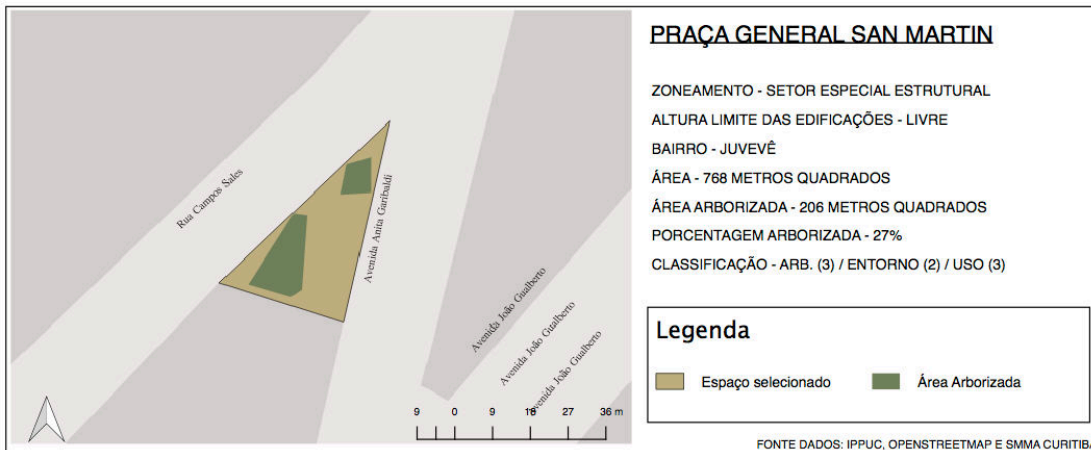 PRAÇA GENERAL SAN MARTIN
ZONEAMENTO - SETOR ESPECIAL ESTRUTURAL
ALTURA LIMITE DAS EDIFICAÇÕES - LIVRE
BAIRRO - JUVEVÊ
ÁREA - 768 METROS QUADRADOS
ÁREA ARBORIZADA - 206 METROS QUADRADOS
PORCENTAGEM ARBORIZADA - 27%
CLASSIFICAÇÃO - ARB. (3) / ENTORNO (2) / USO (3)
Rua Campos Sales
Avenida Anita Garibaldi
Avenida João Gualberto
Avenida João Gualberto
Avenida João Gualberto
9 0 9 18 27 36 m
Legenda
Espaço selecionado
Área Arborizada
FONTE DADOS: IPPUC, OPENSTREETMAP E SMMA CURITIBA